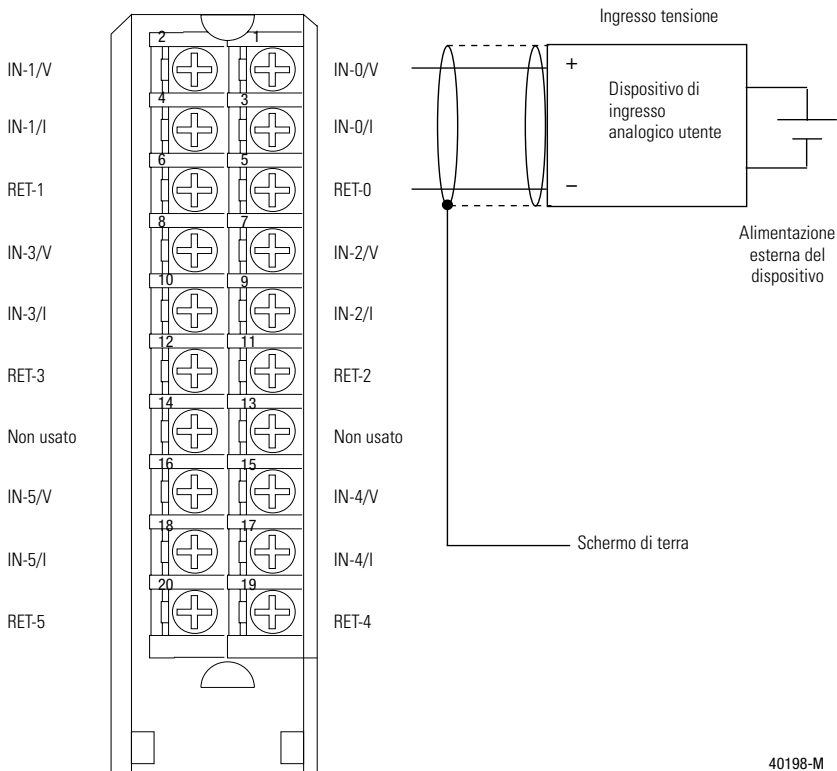 Ingresso tensione
2 1
IN-1/V IN-0/V
+
Dispositivo di
ingresso
analogico utente
4 3
IN-1/I IN-0/I
6 5
RET-1 RET-0
−
8 7
IN-3/V IN-2/V
Alimentazione
esterna del
dispositivo
10 9
IN-3/I IN-2/I
12 11
RET-3 RET-2
14 13
Non usato Non usato
16 15
IN-5/V IN-4/V
18 17
IN-5/I IN-4/I
Schermo di terra
20 19
RET-5 RET-4
40198-M